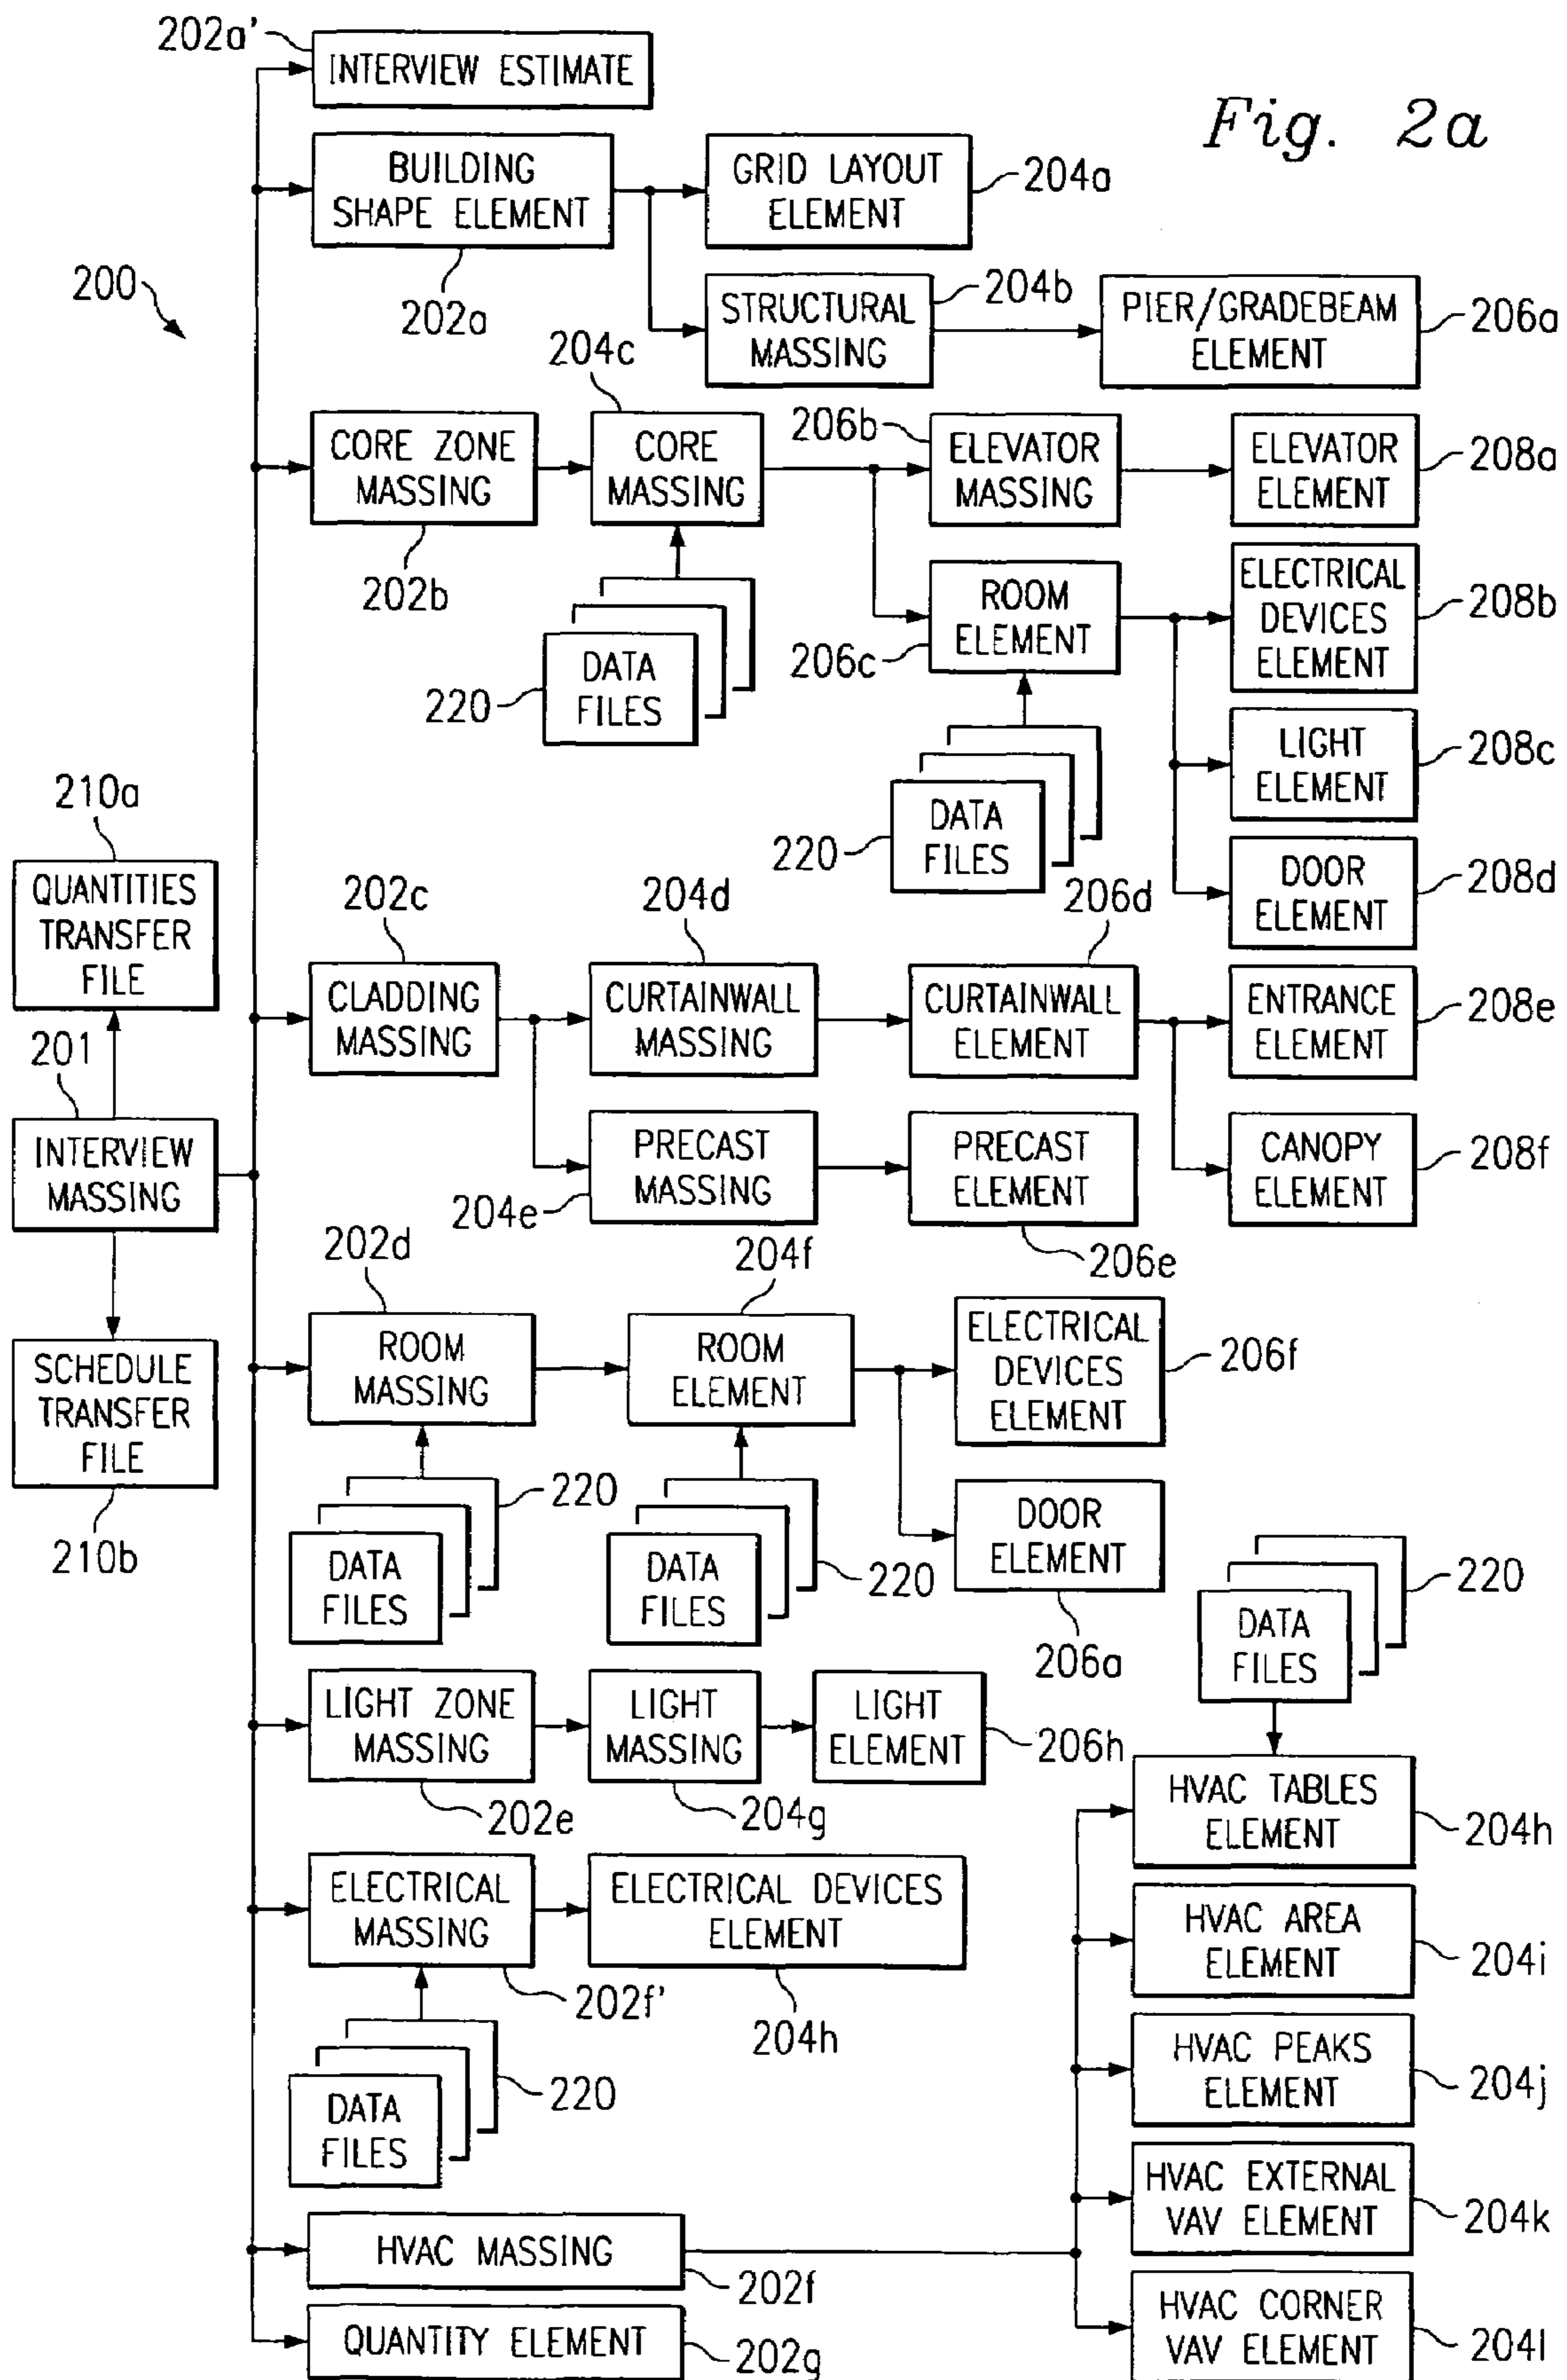 Fig. 2a
202a'
INTERVIEW ESTIMATE
BUILDING
SHAPE ELEMENT
202a
GRID LAYOUT
ELEMENT
204a
200
STRUCTURAL
MASSING
204b
PIER/GRADEBEAM
ELEMENT
206a
CORE ZONE
MASSING
202b
204c
CORE
MASSING
DATA
FILES
220
206b
ELEVATOR
MASSING
ELEVATOR
ELEMENT
208a
ROOM
ELEMENT
206c
DATA
FILES
220
ELECTRICAL
DEVICES
ELEMENT
208b
LIGHT
ELEMENT
208c
DOOR
ELEMENT
208d
210a
QUANTITIES
TRANSFER
FILE
201
INTERVIEW
MASSING
SCHEDULE
TRANSFER
FILE
210b
202c
CLADDING
MASSING
204d
CURTAINWALL
MASSING
206d
CURTAINWALL
ELEMENT
ENTRANCE
ELEMENT
208e
PRECAST
MASSING
204e
PRECAST
ELEMENT
206e
CANOPY
ELEMENT
208f
202d
ROOM
MASSING
DATA
FILES
220
204f
ROOM
ELEMENT
DATA
FILES
220
ELECTRICAL
DEVICES
ELEMENT
206f
DOOR
ELEMENT
206a
LIGHT ZONE
MASSING
202e
LIGHT
MASSING
204g
LIGHT
ELEMENT
206h
ELECTRICAL
MASSING
202f'
DATA
FILES
220
ELECTRICAL DEVICES
ELEMENT
204h
HVAC MASSING
202f
QUANTITY ELEMENT
202g
DATA
FILES
220
HVAC TABLES
ELEMENT
204h
HVAC AREA
ELEMENT
204i
HVAC PEAKS
ELEMENT
204j
HVAC EXTERNAL
VAV ELEMENT
204k
HVAC CORNER
VAV ELEMENT
204l